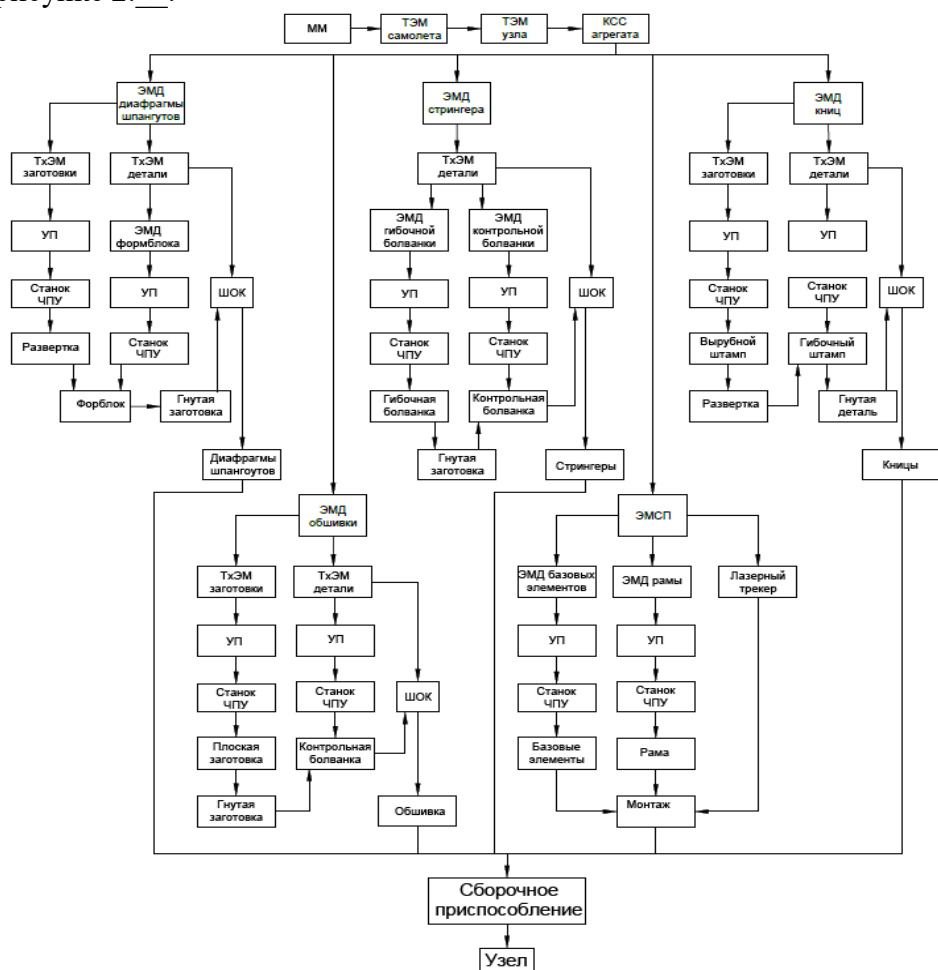 рисунке 2.__.
ММ
ТЭМ
самолета
ТЭМ
узла
КСС
агрегата
ЭМД
диафрагмы
шпангутов
ЭМД
стрингера
ЭМД
книц
ТхЭМ
заготовки
ТхЭМ
детали
ТхЭМ
детали
ТхЭМ
заготовки
ТхЭМ
детали
УП
ЭМД
формблока
ЭМД
гибочной
болванки
ЭМД
контрольной
болванки
УП
УП
Станок
ЧПУ
УП
ШОК
УП
УП
ШОК
Станок
ЧПУ
Станок
ЧПУ
ШОК
Развертка
Станок
ЧПУ
Станок
ЧПУ
Станок
ЧПУ
Вырубной
штамп
Гибочный
штамп
Форблок
Гнутая
заготовка
Гибочная
болванка
Контрольная
болванка
Развертка
Гнутая
деталь
Диафрагмы
шпангоутов
Гнутая
заготовка
Стрингеры
Кницы
ЭМД
обшивки
ЭМСП
ТхЭМ
заготовки
ТхЭМ
детали
ЭМД базовых
элементов
ЭМД рамы
Лазерный
трекер
УП
УП
УП
УП
Станок
ЧПУ
Станок
ЧПУ
ШОК
Станок
ЧПУ
Станок
ЧПУ
Плоская
заготовка
Контрольная
болванка
Базовые
элементы
Рама
Гнутая
заготовка
Обшивка
Монтаж
Сборочное
приспособление
Узел